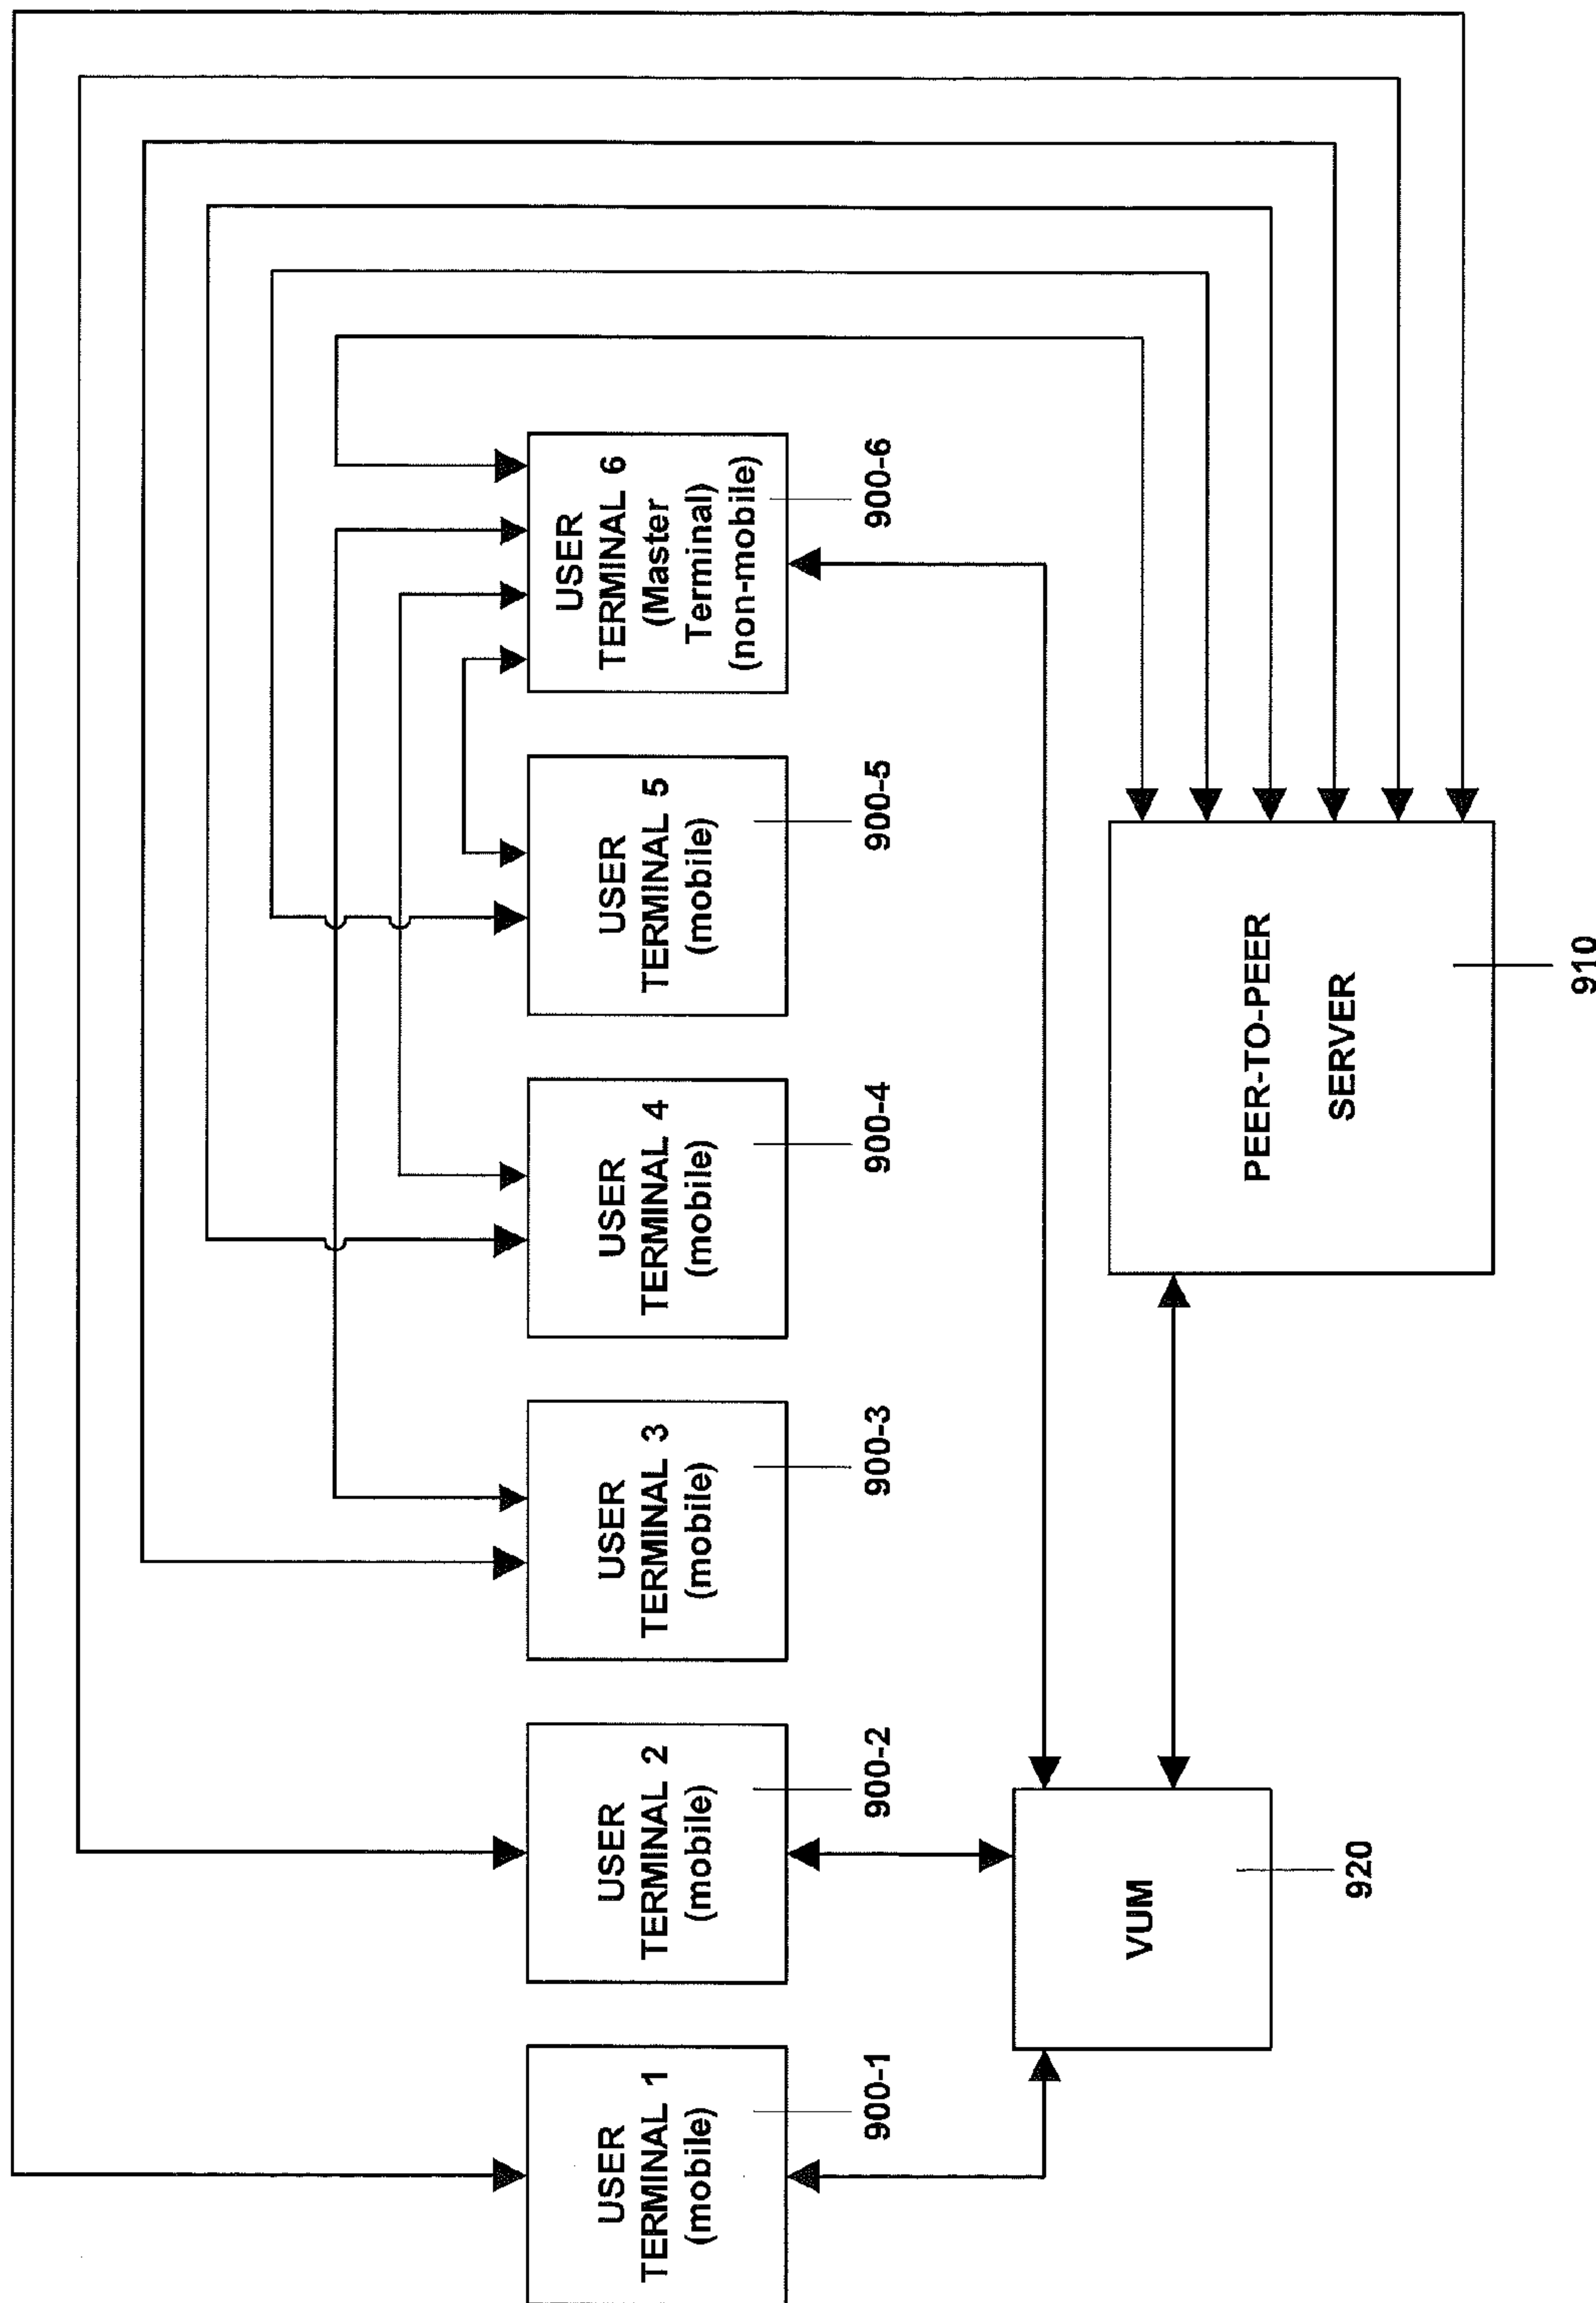 USER
TERMINAL 1
(mobile)
900-1
USER
TERMINAL 2
(mobile)
900-2
USER
TERMINAL 3
(mobile)
900-3
USER
TERMINAL 4
(mobile)
900-4
USER
TERMINAL 5
(mobile)
900-5
USER
TERMINAL 6
(Master
Terminal)
(non-mobile)
900-6
VUM
920
PEER-TO-PEER
SERVER
910